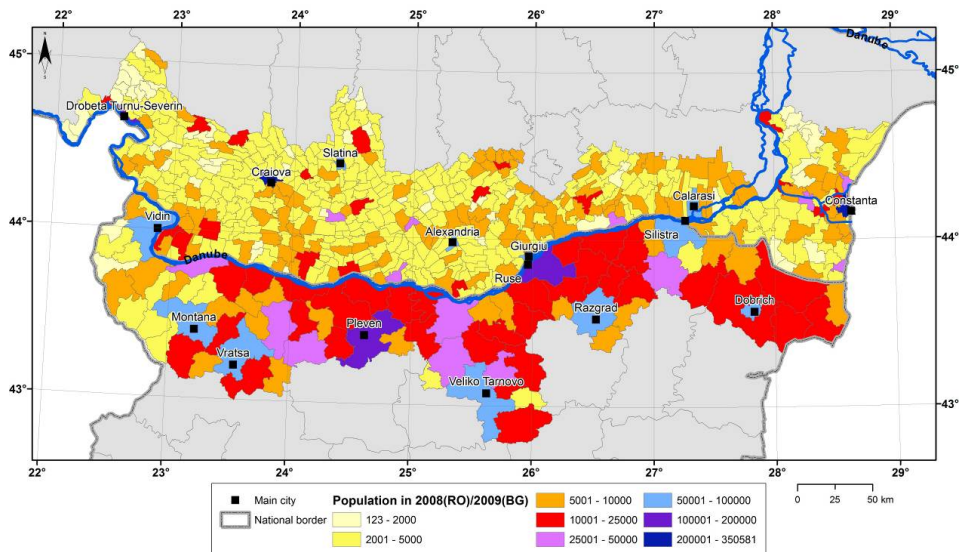 22° 23° 24° 25° 26° 27° 28° 29°
45° 45°
Danube
N
Drobeta Turnu-Severin
Slatina
Craiova
Calarasi
Constanta
44° 44°
Vidin
Alexandria
Silistra
Giurgiu
Danube
Ruse
Razgrad
Dobrich
Montana
Pleven
Vratsa
43° 43°
Veliko Tarnovo
22° 23° 24° 25° 26° 27° 28° 29°
Main city
National border
Population in 2008(RO)/2009(BG)
123 - 2000
2001 - 5000
5001 - 10000
10001 - 25000
25001 - 50000
50001 - 100000
100001 - 200000
200001 - 350581
0 25 50 km